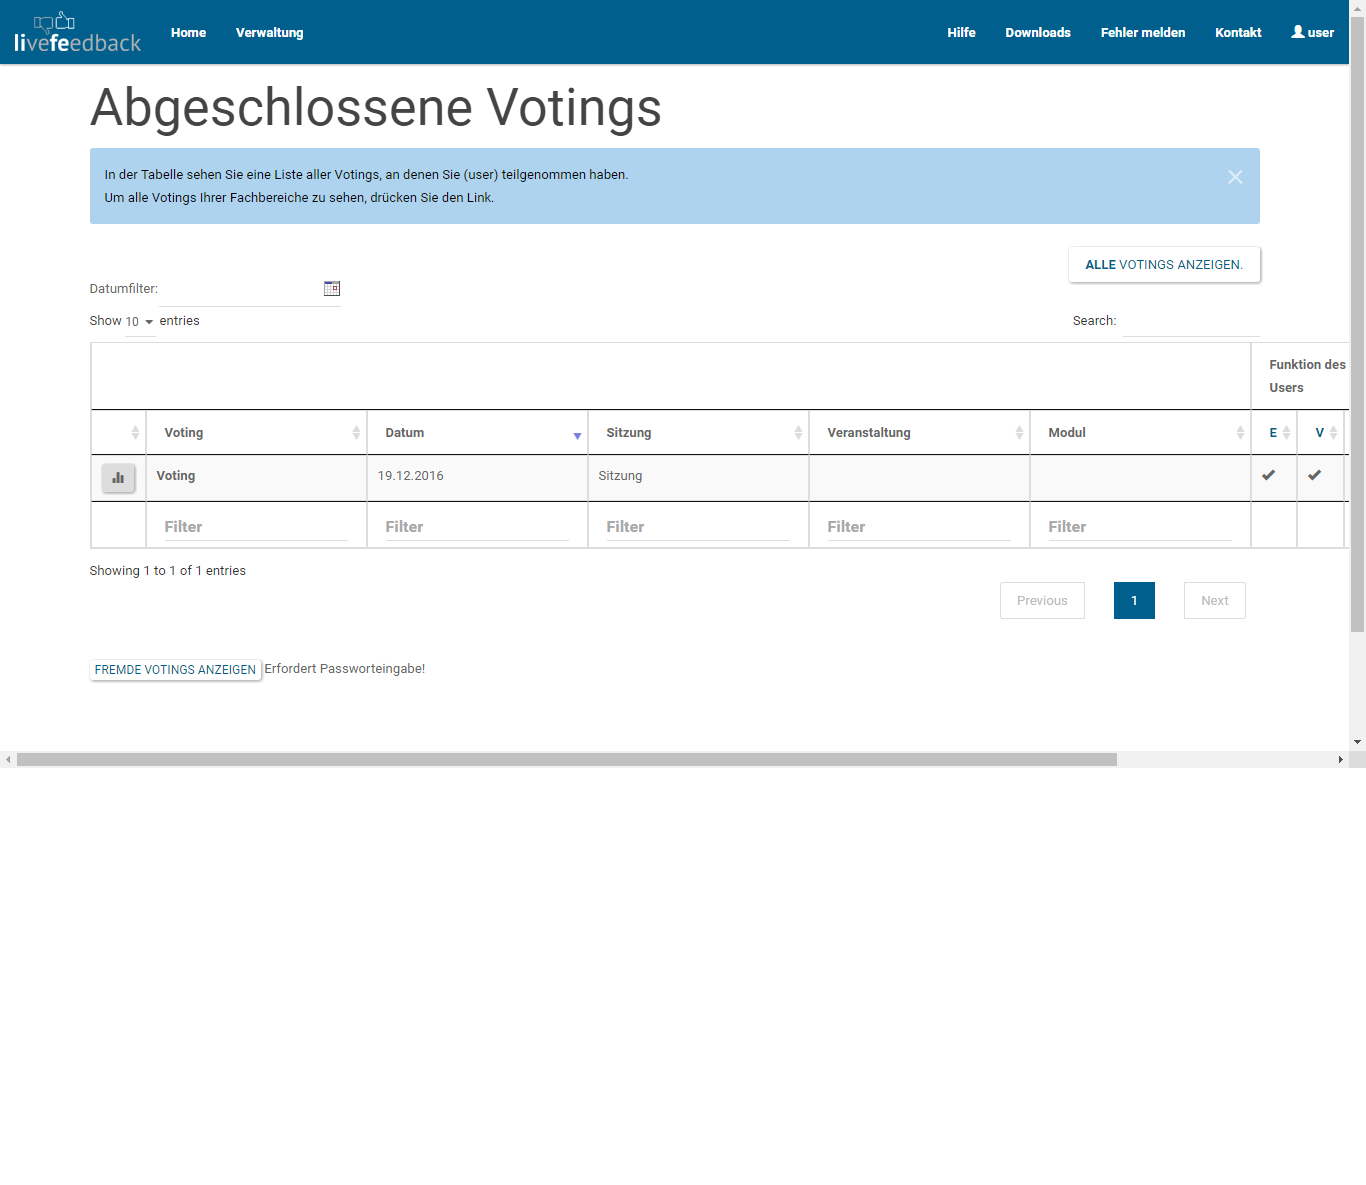 livefeedback
Home
Verwaltung
Hilfe
Downloads
Fehler melden
Kontakt
user
Abgeschlossene Votings
In der Tabelle sehen Sie eine Liste aller Votings, an denen Sie (user) teilgenommen haben.
Um alle Votings Ihrer Fachbereiche zu sehen, drücken Sie den Link.
ALLE VOTINGS ANZEIGEN.
Datumfilter:
Show 10 entries
Search:
Funktion des
Users
Voting
Datum
Sitzung
Veranstaltung
Modul
E
V
Voting
19.12.2016
Sitzung
Filter
Filter
Filter
Filter
Filter
Showing 1 to 1 of 1 entries
Previous
1
Next
FREMDE VOTINGS ANZEIGEN Erfordert Passworteingabe!